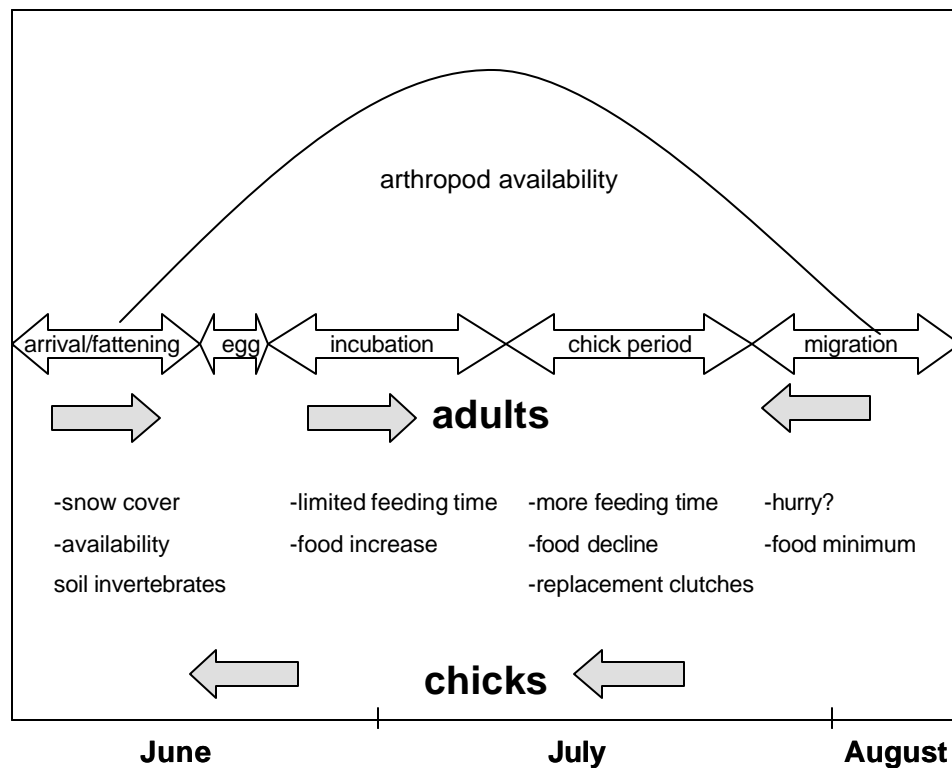 arthropod availability
arrival/fattening egg incubation chick period migration
adults
-snow cover -limited feeding time -more feeding time -hurry?
-availability -food increase -food decline -food minimum
soil invertebrates -replacement clutches
chicks
June July August